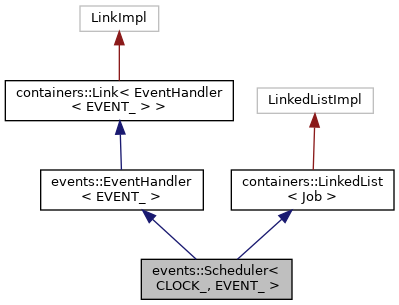 LinkImpl
containers::Link< EventHandler
< EVENT_ > >
LinkedListImpl
events::EventHandler
< EVENT_ >
containers::LinkedList
< Job >
events::Scheduler<
CLOCK_, EVENT_ >